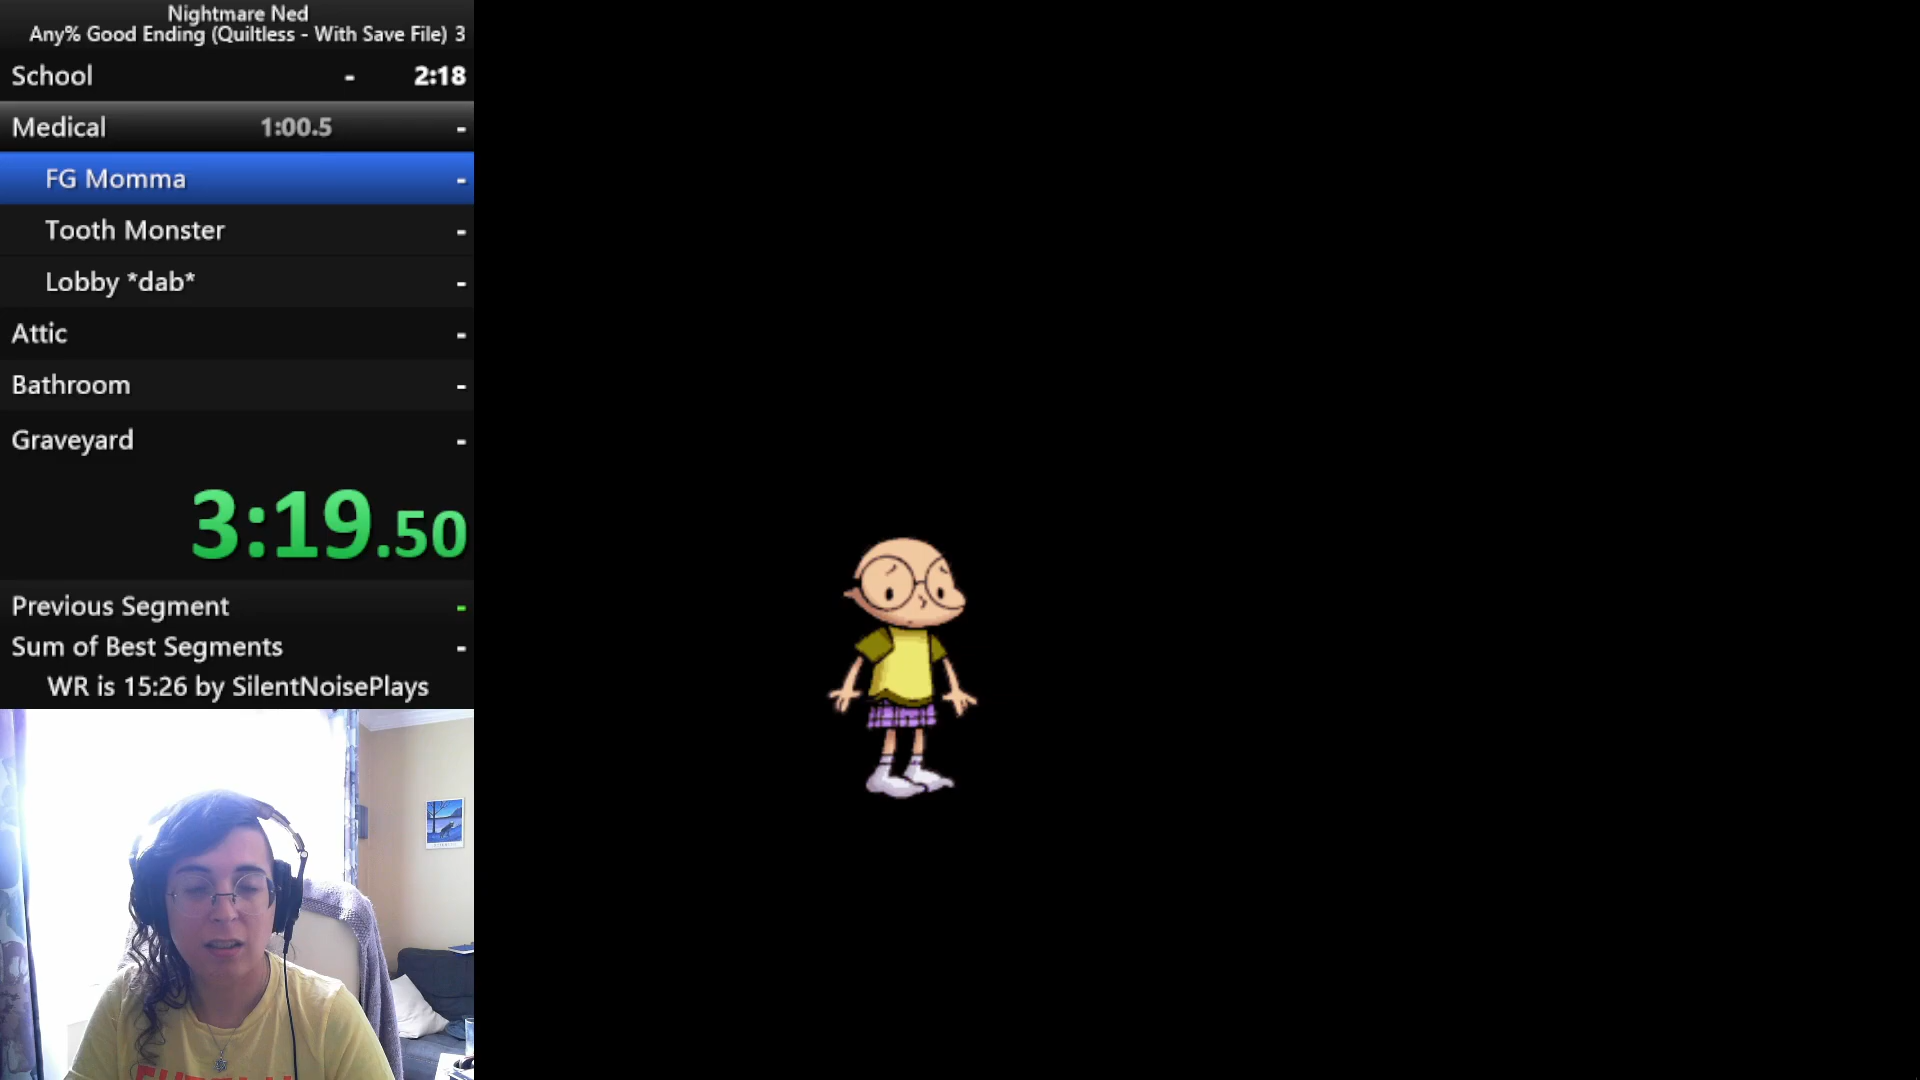 Nightmare Ned
Any% Good Ending (Quiltless - With Save File) 3
School - 2:18
Medical 1:00.5 -
FG Momma -
Tooth Monster -
Lobby *dab* -
Attic -
Bathroom -
Graveyard -
3:19.50
Previous Segment -
Sum of Best Segments -
WR is 15:26 by SilentNoisePlays